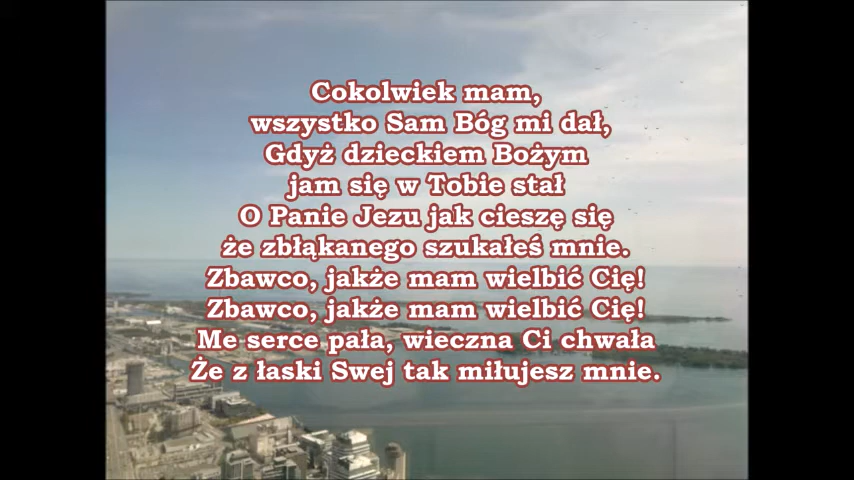 Cokolwiek mam,
wszystko Sam Bóg mi dał,
Gdyż dzieckiem Bożym
jam się w Tobie stał
O Panie Jezu jak cieszę się
że zbłąkanego szukałeś mnie.
Zbawco, jakże mam wielbić Cię!
Zbawco, jakże mam wielbić Cię!
Me serce pała, wieczna Ci chwała
Że z łaski Swej tak miłujesz mnie.